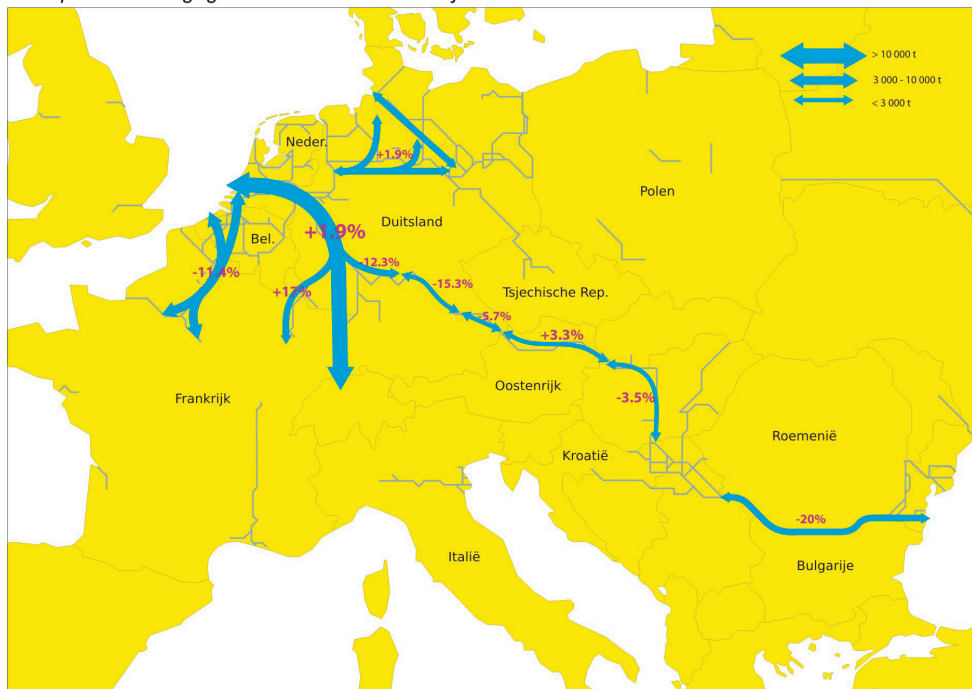 > 10 000 t
3 000 - 10 000 t
< 3 000 t
Neder.
+1.9%
Polen
Duitsland
+1.9%
Bel.
-11.4%
-12.3%
+17%
-15.3%
Tsjechische Rep.
-5.7%
+3.3%
Oostenrijk
Frankrijk
-3.5%
Roemenië
Kroatië
-20%
Italië
Bulgarije